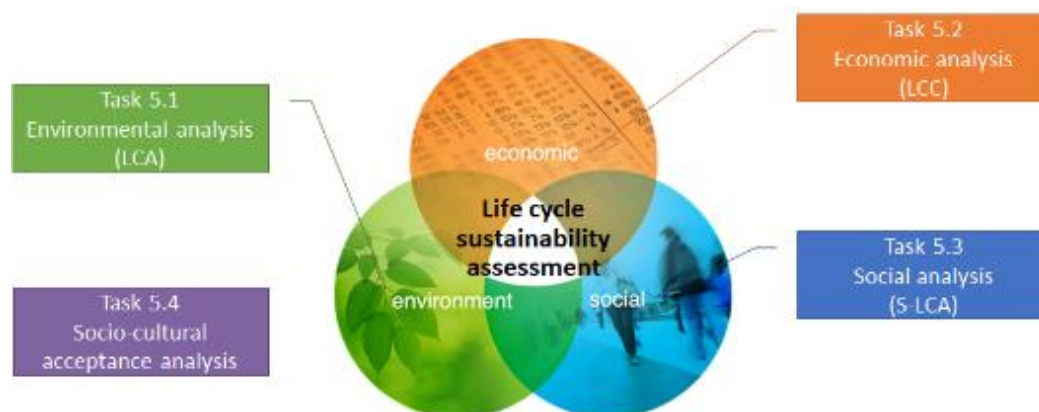 Task 5.1
Environmental analysis
(LCA)
Task 5.2
Economic analysis
(LCC)
economic
Life cycle
sustainability
assessment
environment
social
Task 5.3
Social analysis
(S-LCA)
Task 5.4
Socio-cultural
acceptance analysis